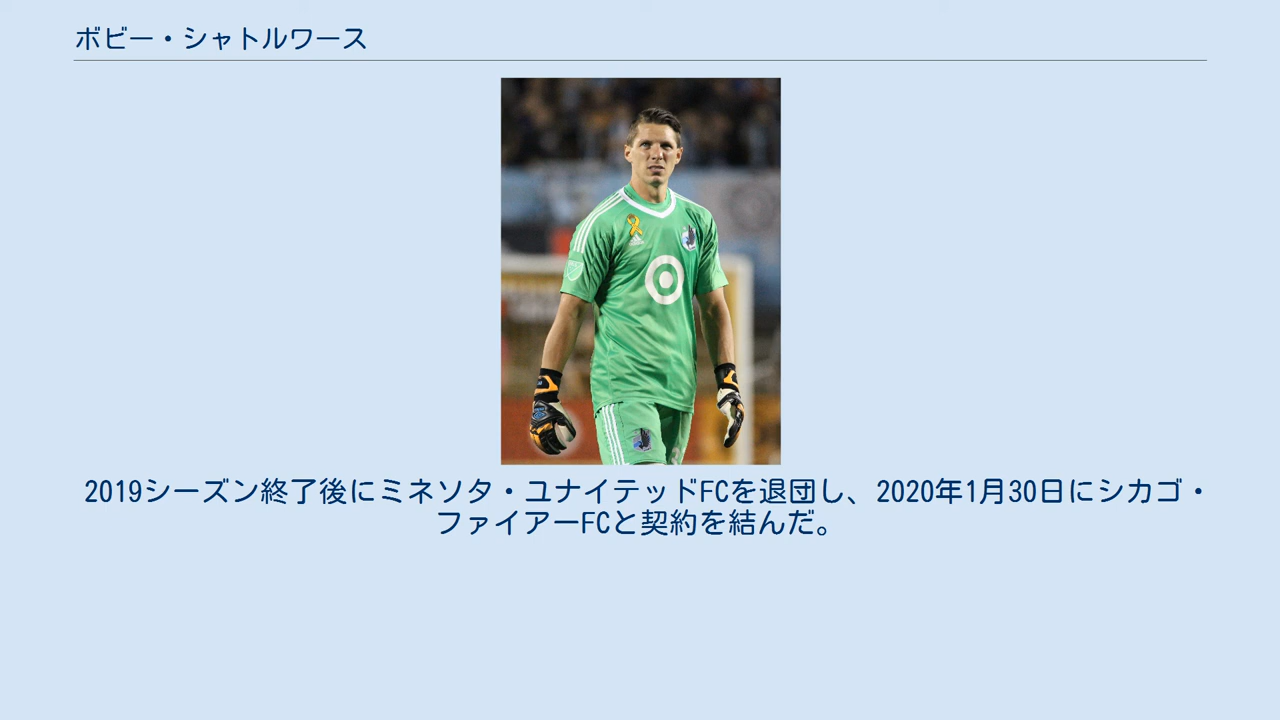 ボビー・シャトルワース
2019シーズン終了後にミネソタ・ユナイテッドFCを退団し、2020年1月30日にシカゴ・
ファイアーFCと契約を結んだ。